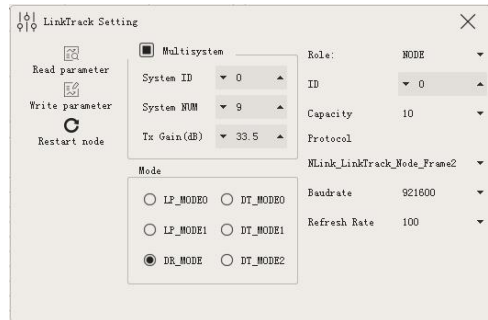 LinkTrack Setting
Read parameter
Write parameter
Restart node
Multisystem
System ID 0
System NUM 9
Tx Gain(dB) 33.5
Mode
LP_MODE0 DT_MODE0
LP_MODE1 DT_MODE1
DR_MODE DT_MODE2
Role: NODE
ID 0
Capacity 10
Protocol
NLink_LinkTrack_Node_Frame2
Baudrate 921600
Refresh Rate 100